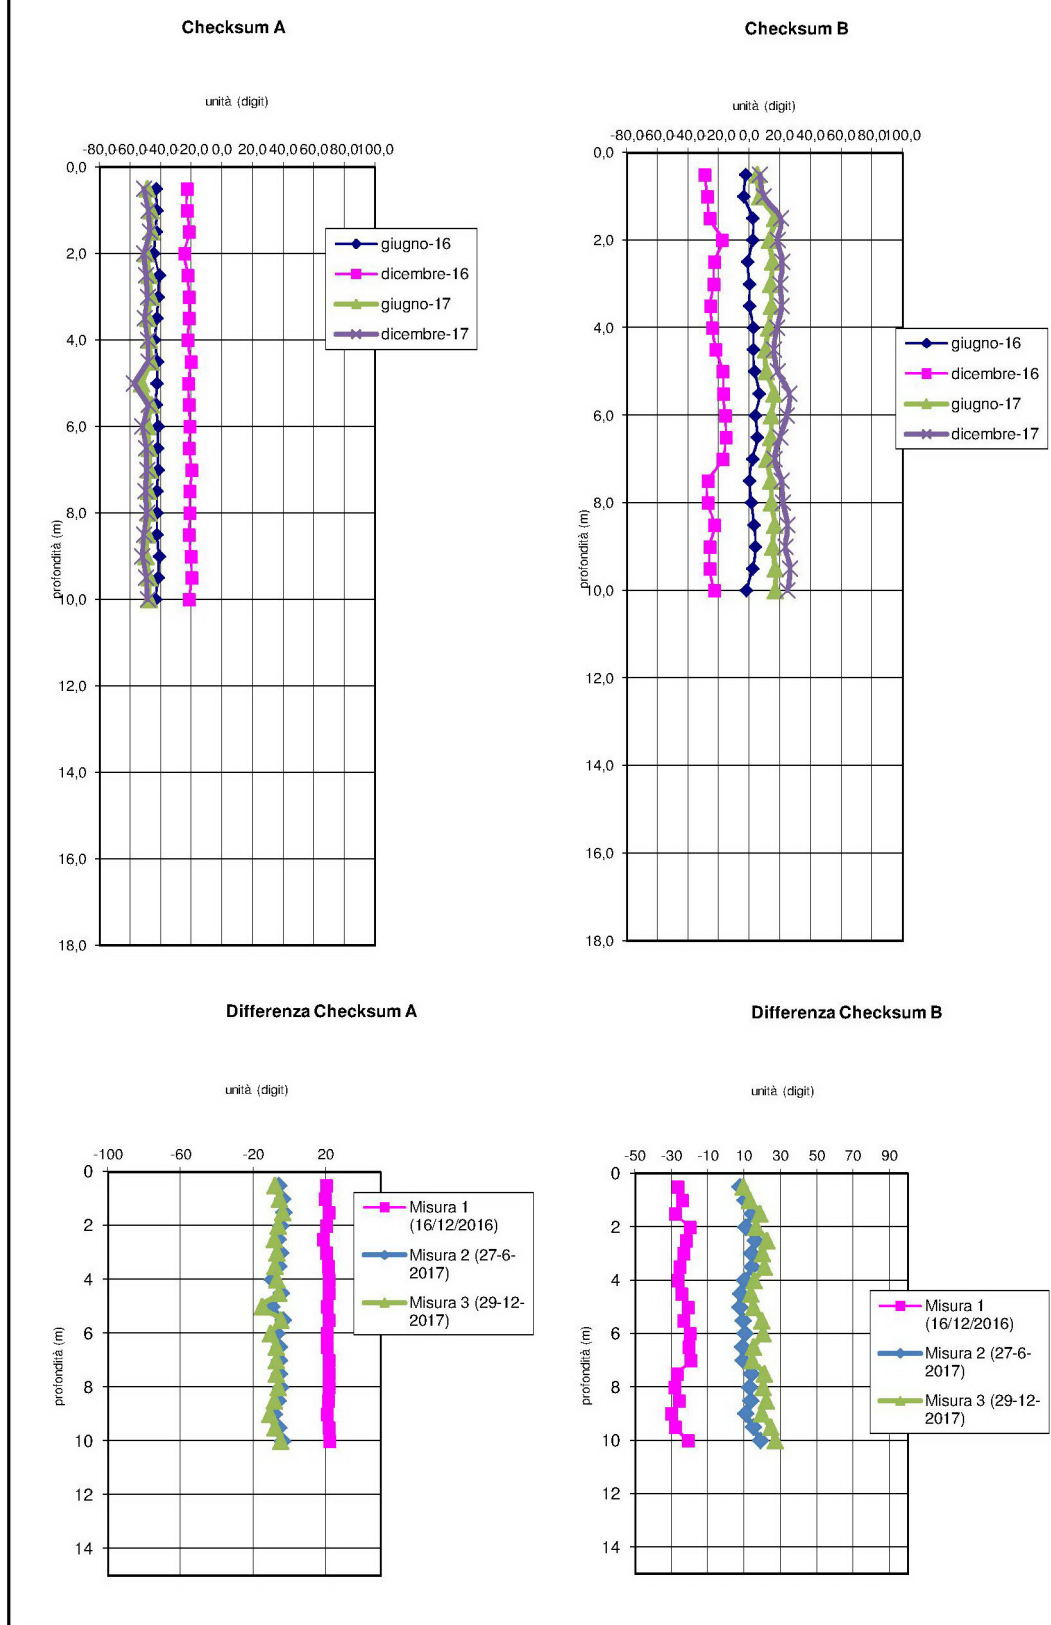 Checksum A
unità (digit)
-80,0-60,0-40,0-20,0 0,0 20,0 40,0 60,0 80,0100,0
0,0
2,0
4,0
6,0
8,0
10,0
12,0
14,0
16,0
18,0
profondità (m)
giugno-16
dicembre-16
giugno-17
dicembre-17
Checksum B
unità (digit)
-80,0-60,0-40,0-20,0 0,0 20,0 40,0 60,0 80,0100,0
0,0
2,0
4,0
6,0
8,0
10,0
12,0
14,0
16,0
18,0
profondità (m)
giugno-16
dicembre-16
giugno-17
dicembre-17
Differenza Checksum A
unità (digit)
-100 -60 -20 20
0
2
4
6
8
10
12
14
profondità (m)
Misura 1
(16/12/2016)
Misura 2 (27-6-
2017)
Misura 3 (29-12-
2017)
Differenza Checksum B
unità (digit)
-50 -30 -10 10 30 50 70 90
0
2
4
6
8
10
12
14
profondità (m)
Misura 1
(16/12/2016)
Misura 2 (27-6-
2017)
Misura 3 (29-12-
2017)